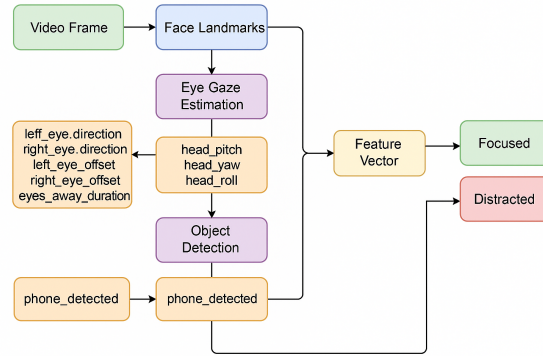 Video Frame
Face Landmarks
Eye Gaze
Estimation
leff_eye.direction
right_eye.direction
left_eye_offset
right_eye_offset
eyes_away_duration
head_pitch
head_yaw
head_roll
Feature
Vector
Focused
Distracted
Object
Detection
phone_detected
phone_detected